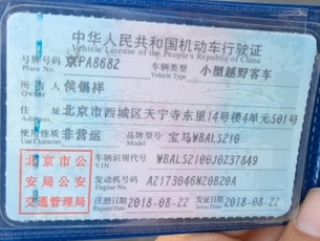 中华人民共和国机动车行驶证
Vehicle License of the People's Republic of China
号牌号码 京PA8682 车辆类型 小型越野客车
Plate No. Vehicle Type
所有人 侯锡祥
Owner
住址 北京市西城区天宁寺东里14号楼4单元501号
Address
使用性质 非营运 品牌型号 宝马WBALS210
Use Character Model
北京市公 车辆识别代号 WBALS2100J0Z37849
VIN
安局公安 发动机号码 A2173046N20B20A
Engine No.
交通管理局 注册日期 2018-08-22 发证日期 2018-08-22
Register Date Issue Date